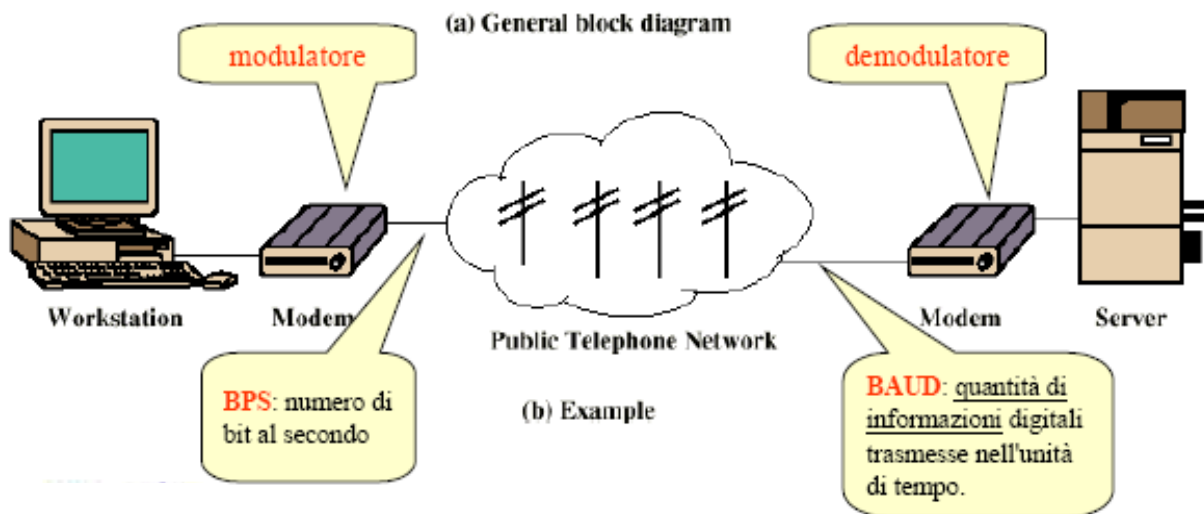 (a) General block diagram
modulatore
demodulatore
Workstation
Modem
Public Telephone Network
Modem
Server
BPS: numero di
bit al secondo
(b) Example
BAUD: quantità di
informazioni digitali
trasmesse nell'unità
di tempo.